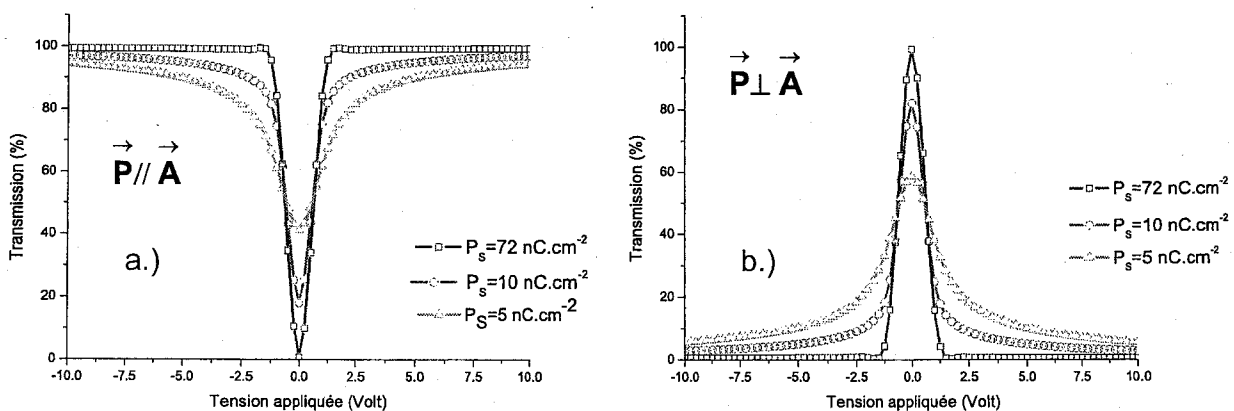 100
80
60
40
20
0
Transmission (%)
P // A
a.)
Ps=72 nC.cm-2
Ps=10 nC.cm-2
PS=5 nC.cm-2
-10.0 -7.5 -5.0 -2.5 0.0 2.5 5.0 7.5 10.0
Tension appliquée (Volt)
100
80
60
40
20
0
Transmission (%)
P⊥ A
b.)
Ps=72 nC.cm-2
Ps=10 nC.cm-2
Ps=5 nC.cm-2
-10.0 -7.5 -5.0 -2.5 0.0 2.5 5.0 7.5 10.0
Tension appliquée (Volt)